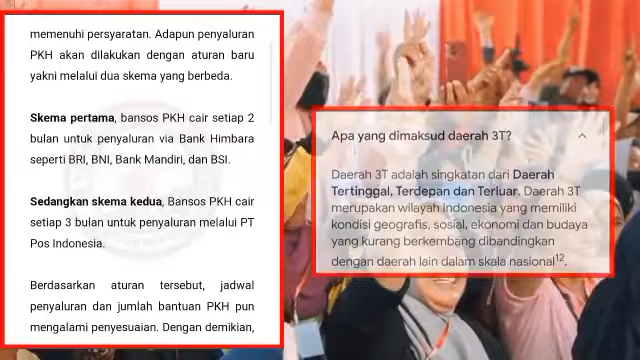 memenuhi persyaratan. Adapun penyaluran
PKH akan dilakukan dengan aturan baru
yakni melalui dua skema yang berbeda.
Skema pertama, bansos PKH cair setiap 2
bulan untuk penyaluran via Bank Himbara
seperti BRI, BNI, Bank Mandiri, dan BSI.
Sedangkan skema kedua, Bansos PKH cair
setiap 3 bulan untuk penyaluran melalui PT
Pos Indonesia.
Berdasarkan aturan tersebut, jadwal
penyaluran dan jumlah bantuan PKH pun
mengalami penyesuaian. Dengan demikian,
Apa yang dimaksud daerah 3T?
Daerah 3T adalah singkatan dari Daerah
Tertinggal, Terdepan dan Terluar. Daerah 3T
merupakan wilayah Indonesia yang memiliki
kondisi geografis, sosial, ekonomi dan budaya
yang kurang berkembang dibandingkan
dengan daerah lain dalam skala nasional¹².